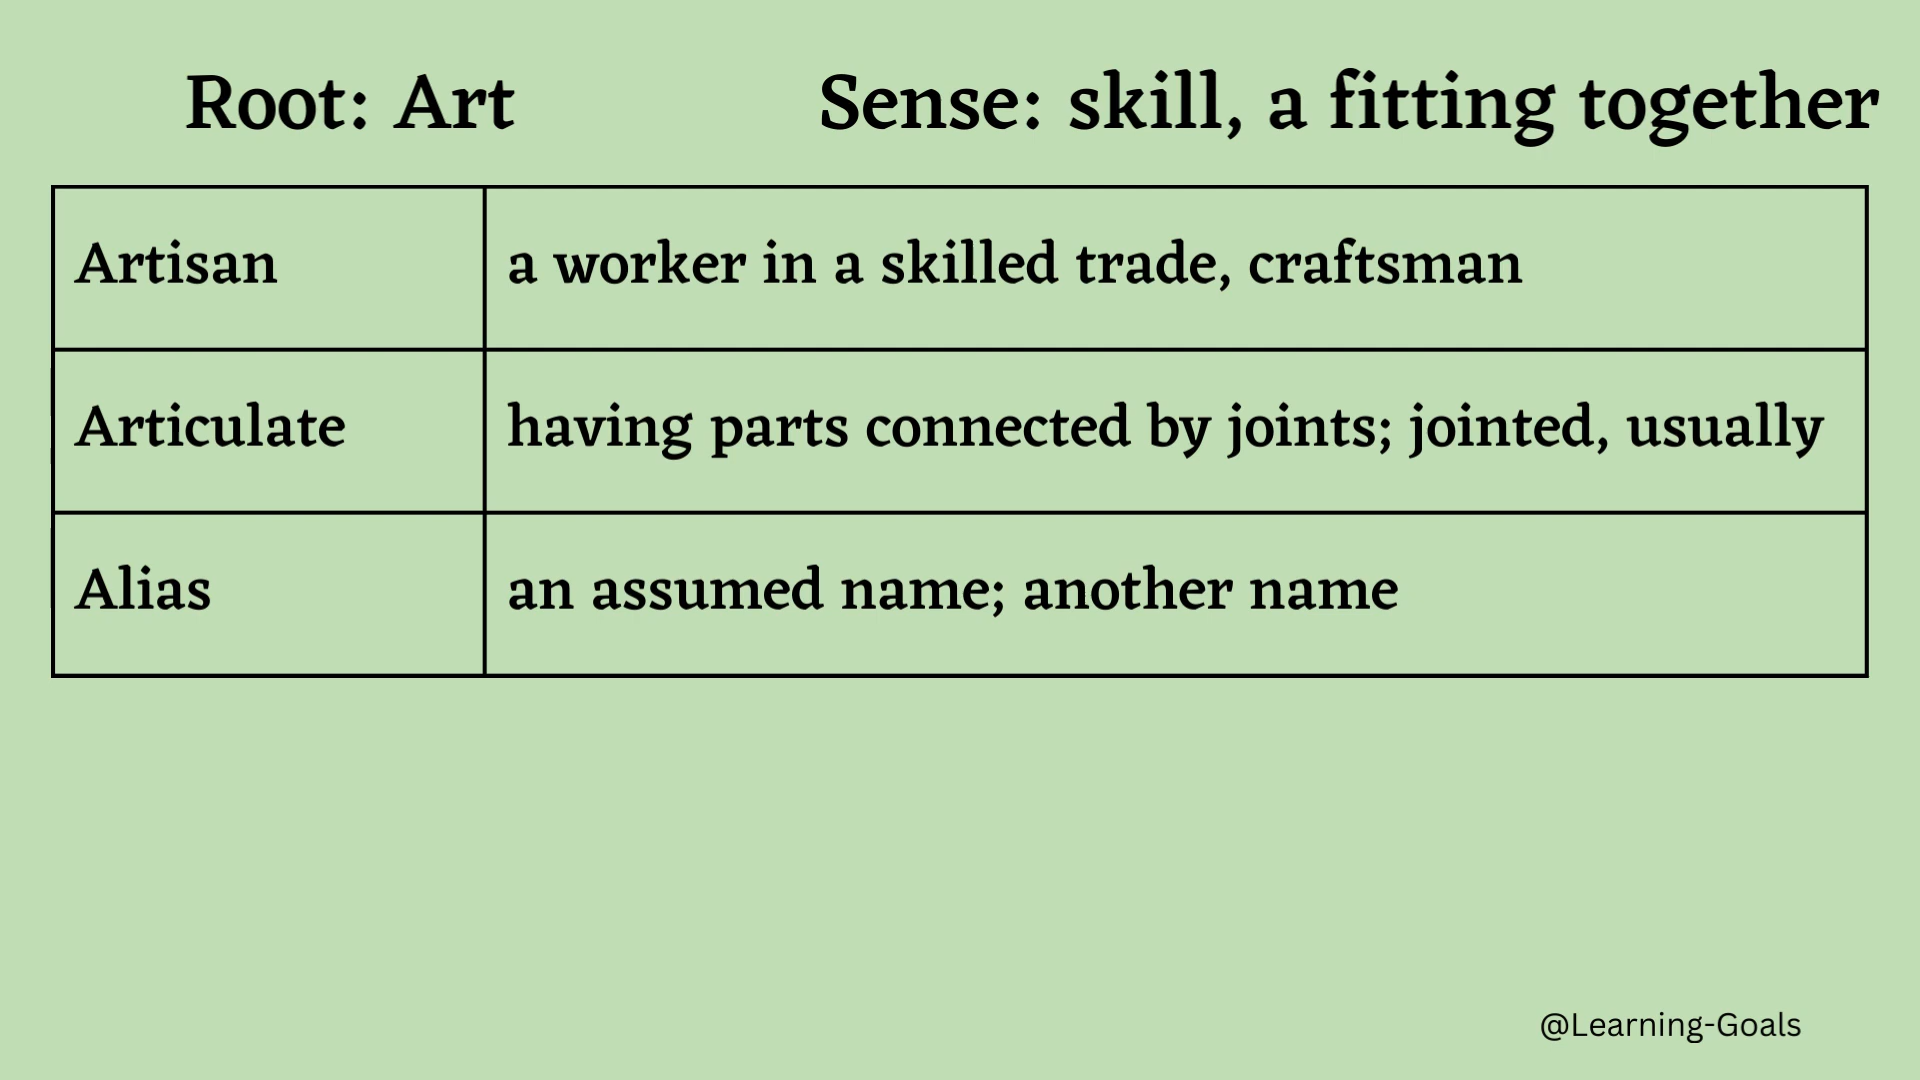 Root: Art Sense: skill, a fitting together
Artisan a worker in a skilled trade, craftsman
Articulate having parts connected by joints; jointed, usually
Alias an assumed name; another name
@Learning-Goals